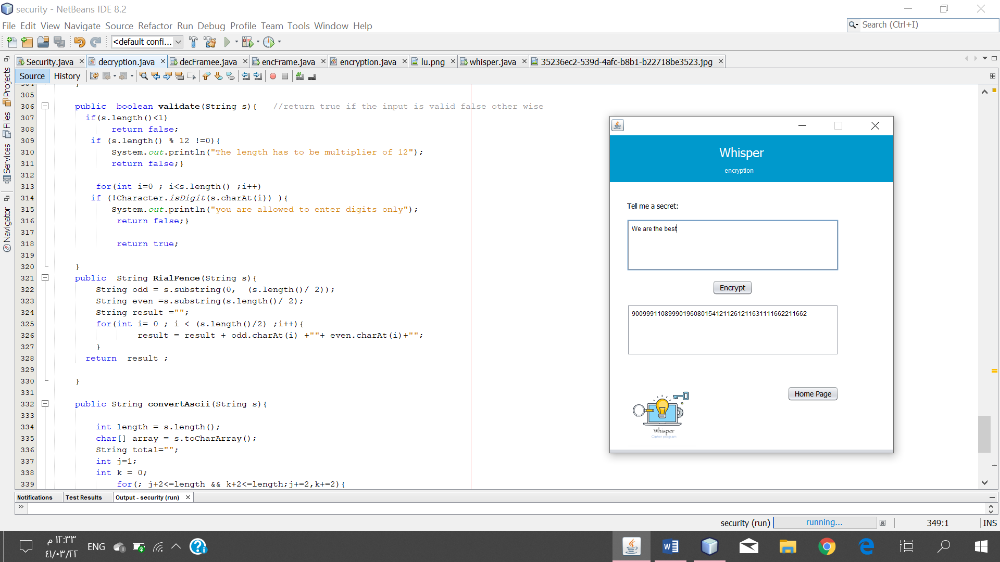 security - NetBeans IDE 8.2
File Edit View Navigate Source Refactor Run Debug Profile Team Tools Window Help
Search (Ctrl+I)
<default confi...
Security.java decryption.java decFramee.java encFrame.java encryption.java lu.png whisper.java 35236ec2-539d-4afc-b8b1-b22718be3523.jpg
Source History
Projects
Files
Services
Navigator
304 }
305
306 public  boolean validate(String s){   //return true if the input is valid false other wise
307 if(s.length()<1)
308 return false;
309 if (s.length() % 12 !=0){
310 System.out.println("The length has to be multiplier of 12");
311 return false;}
312
313 for(int i=0 ; i<s.length() ;i++)
314 if (!Character.isDigit(s.charAt(i)) ){
315 System.out.println("you are allowed to enter digits only");
316 return false;}
317
318 return true;
319
320 }
321 public  String RialFence(String s){
322 String odd = s.substring(0,  (s.length()/ 2));
323 String even =s.substring(s.length()/ 2);
324 String result ="";
325 for(int i= 0 ; i < (s.length()/2) ;i++){
326 result = result + odd.charAt(i) +""+ even.charAt(i)+"";
327 }
328 return  result ;
329
330 }
331
332 public String convertAscii(String s){
333
334 int length = s.length();
335 char[] array = s.toCharArray();
336 String total="";
337 int j=1;
338 int k = 0;
339 for(; j+2<=length && k+2<=length;j+=2,k+=2){
Whisper
encryption
Tell me a secret:
We are the best
Encrypt
900999110899901960801541211261211631111662211662
Home Page
Whisper
Cipher program
Notifications Test Results Output - security (run)
security (run) running... 349:1 INS
١٢:٣٣ م
٤١/٠٣/٢٢
ENG